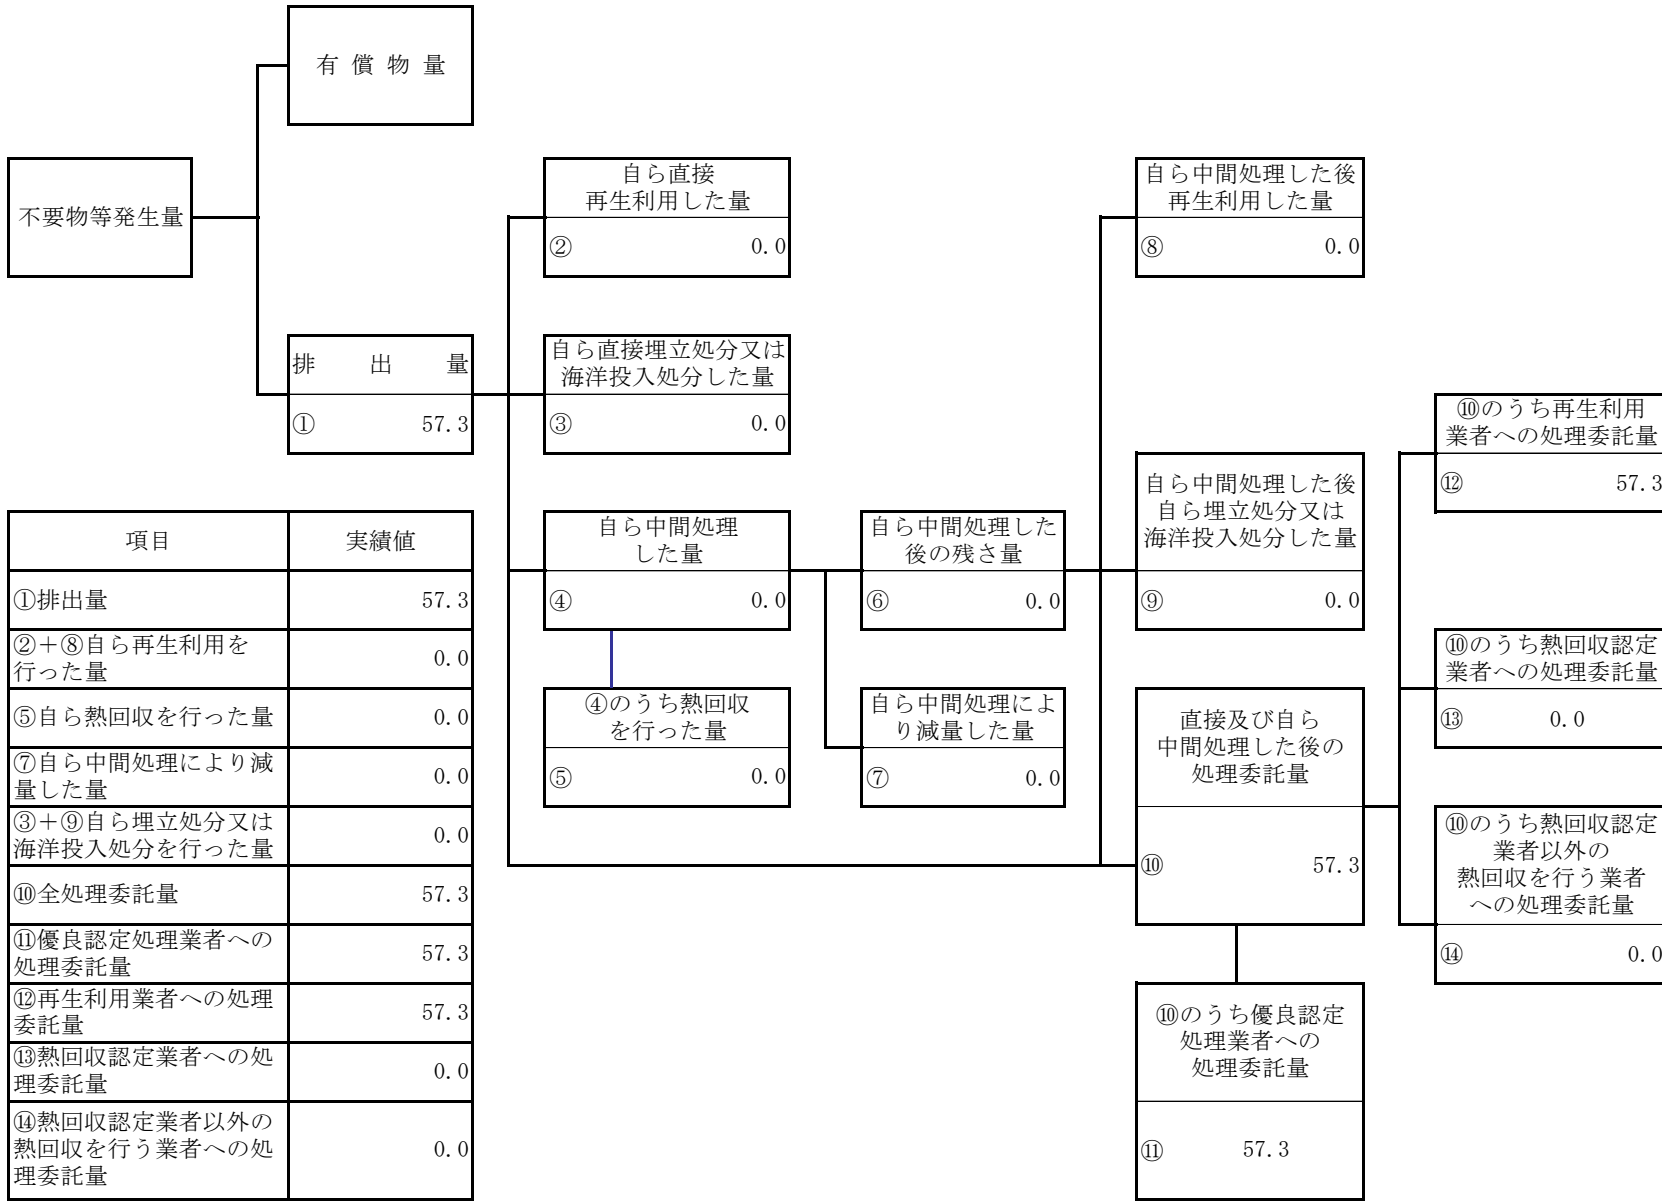 有 償 物 量
不要物等発生量
自ら直接
再生利用した量
② 0.0
自ら中間処理した後
再生利用した量
⑧ 0.0
排 出 量
① 57.3
自ら直接埋立処分又は
海洋投入処分した量
③ 0.0
⑩のうち再生利用
業者への処理委託量
⑫ 57.3
自ら中間処理した後
自ら埋立処分又は
海洋投入処分した量
⑨ 0.0
自ら中間処理
した量
④ 0.0
自ら中間処理した
後の残さ量
⑥ 0.0
⑩のうち熱回収認定
業者への処理委託量
⑬ 0.0
④のうち熱回収
を行った量
⑤ 0.0
自ら中間処理によ
り減量した量
⑦ 0.0
直接及び自ら
中間処理した後の
処理委託量
⑩ 57.3
⑩のうち熱回収認定
業者以外の
熱回収を行う業者
への処理委託量
⑭ 0.0
⑩のうち優良認定
処理業者への
処理委託量
⑪ 57.3
項目 実績値
①排出量 57.3
②＋⑧自ら再生利用を
行った量 0.0
⑤自ら熱回収を行った量 0.0
⑦自ら中間処理により減
量した量 0.0
③＋⑨自ら埋立処分又は
海洋投入処分を行った量 0.0
⑩全処理委託量 57.3
⑪優良認定処理業者への
処理委託量 57.3
⑫再生利用業者への処理
委託量 57.3
⑬熱回収認定業者への処
理委託量 0.0
⑭熱回収認定業者以外の
熱回収を行う業者への処
理委託量 0.0